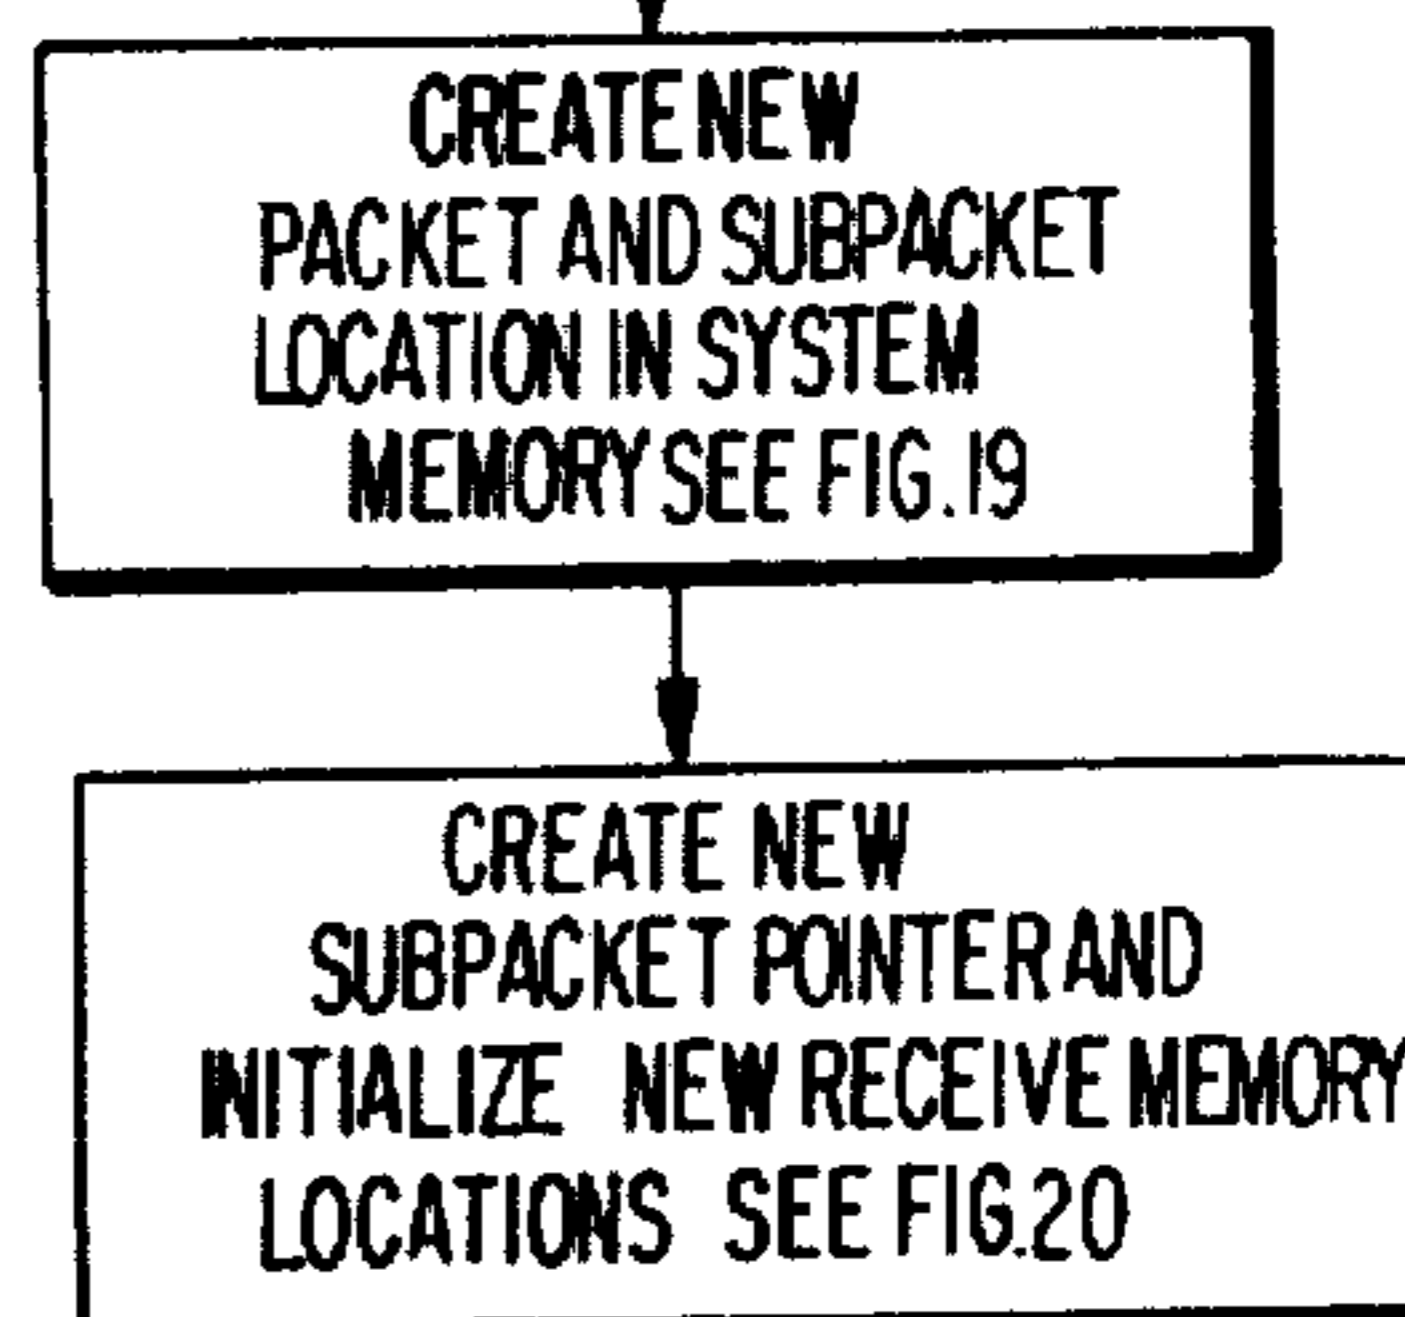 CREATE NEW
PACKET AND SUBPACKET
LOCATION IN SYSTEM
MEMORY SEE FIG. 19
CREATE NEW
SUBPACKET POINTER AND
INITIALIZE NEW RECEIVE MEMORY
LOCATIONS SEE FIG. 20